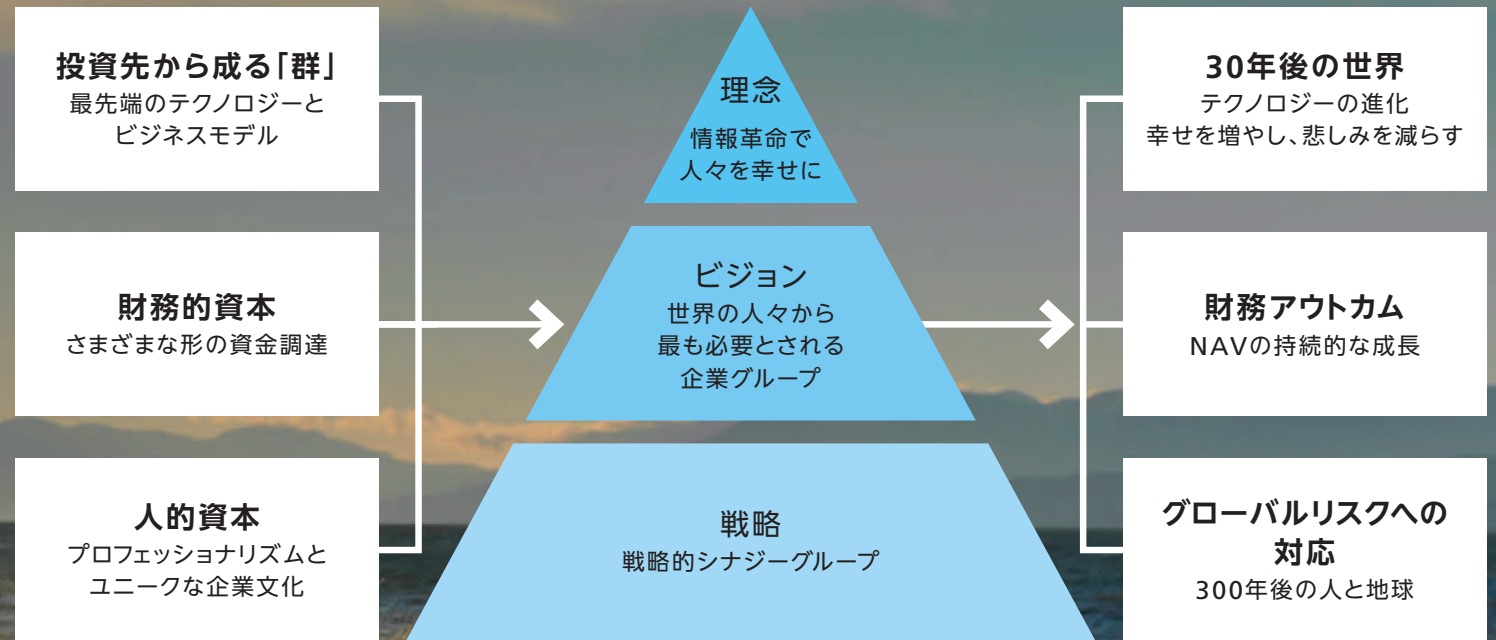 投資先から成る「群」
最先端のテクノロジーと
ビジネスモデル
財務的資本
さまざまな形の資金調達
人的資本
プロフェッショナリズムと
ユニークな企業文化
理念
情報革命で
人々を幸せに
ビジョン
世界の人々から
最も必要とされる
企業グループ
戦略
戦略的シナジーグループ
30年後の世界
テクノロジーの進化
幸せを増やし、悲しみを減らす
財務アウトカム
NAVの持続的な成長
グローバルリスクへの
対応
300年後の人と地球